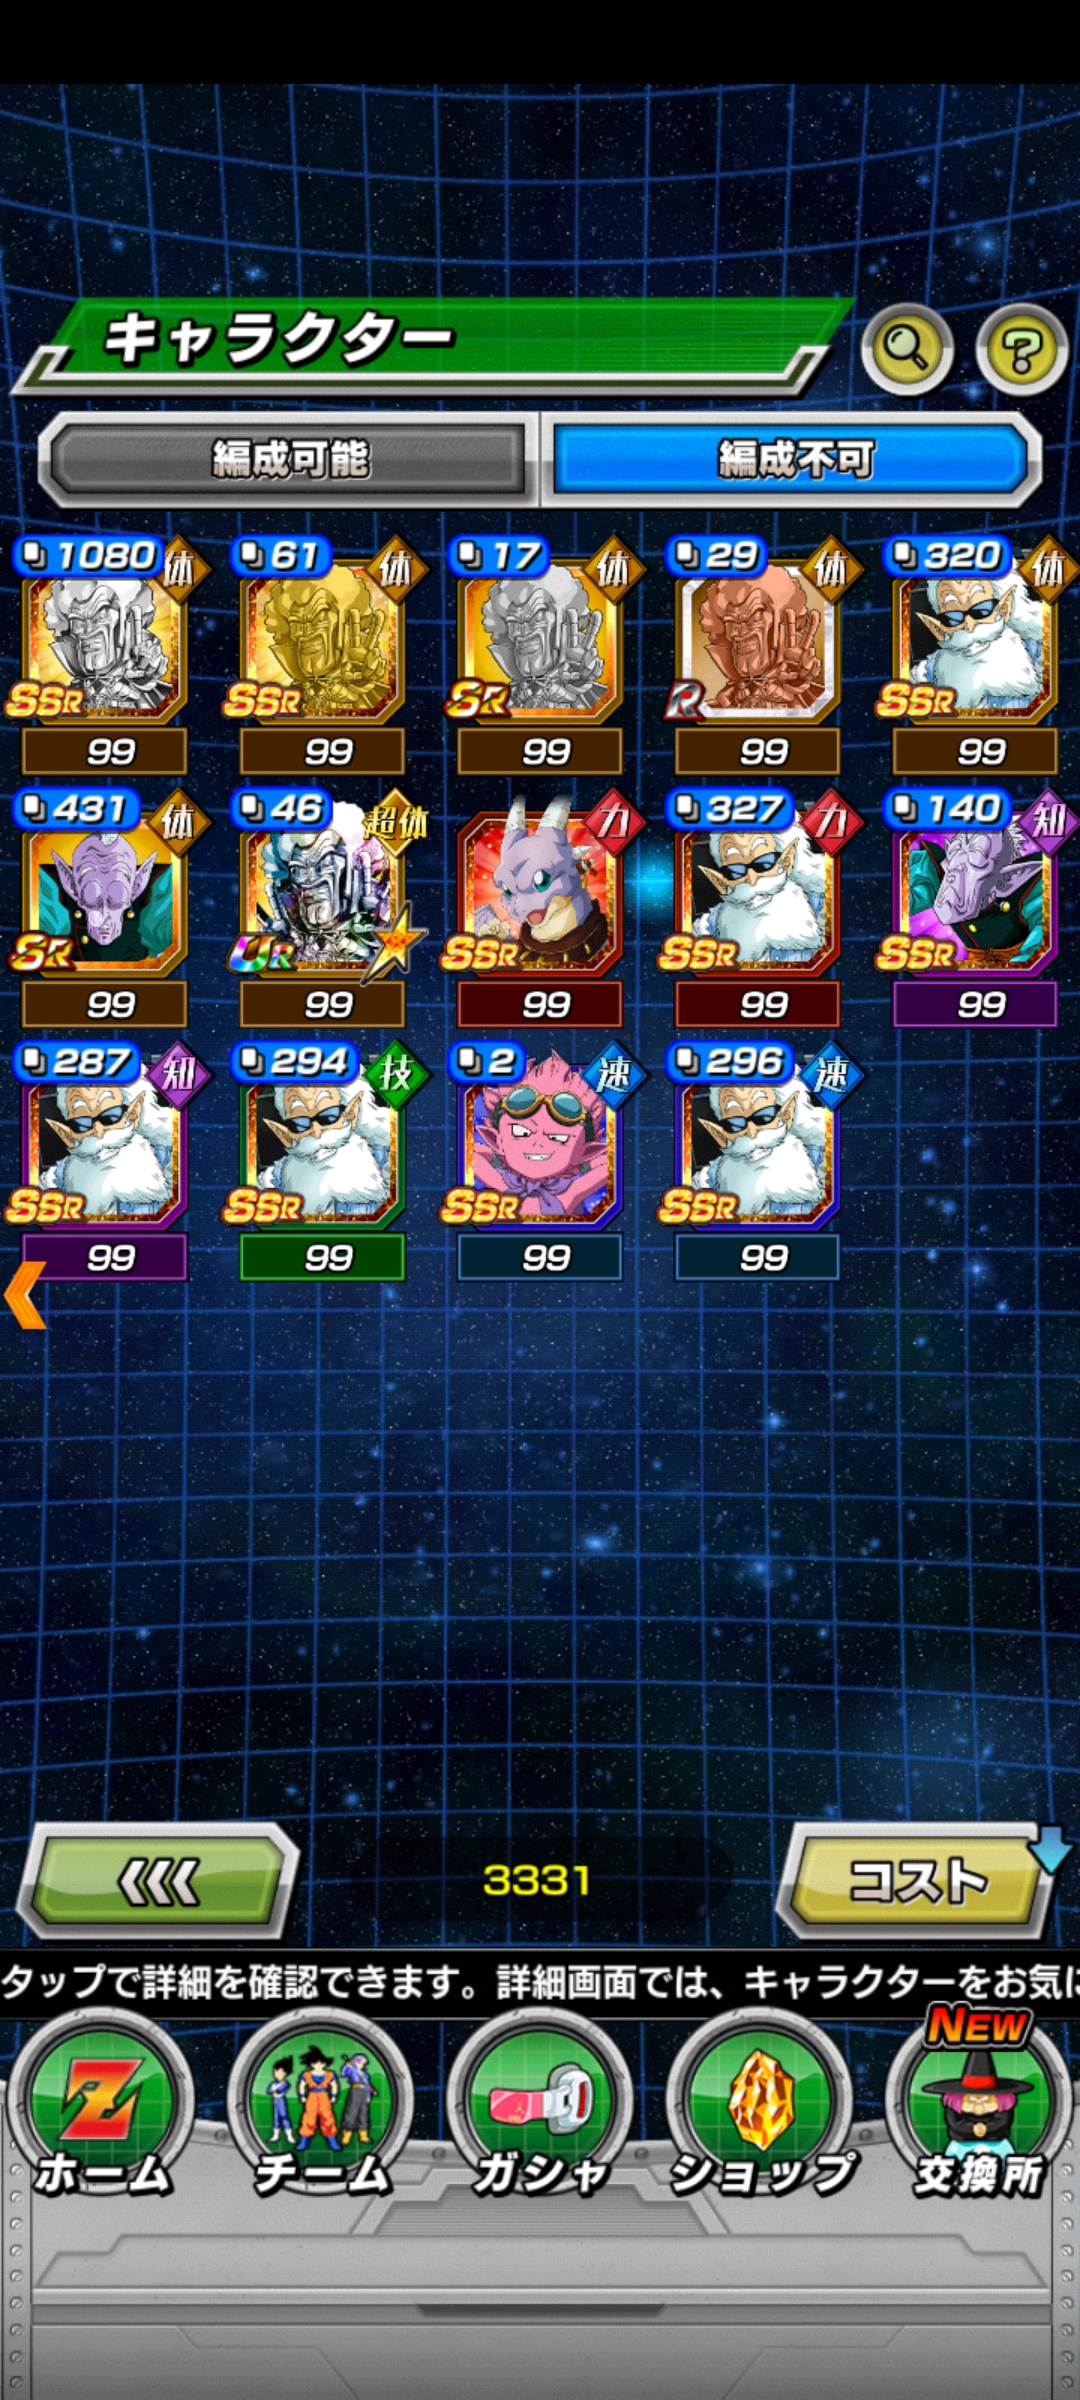 キャラクター
編成可能 編成不可
1080 体 61 体 17 体 29 体 320 体
SSR SSR SR R SSR
99 99 99 99 99
431 体 46 超体 力 327 力 140 知
SR UR SSR SSR SSR
99 99 99 99 99
287 知 294 技 2 速 296 速
SSR SSR SSR SSR
99 99 99 99
3331 コスト
タップで詳細を確認できます。詳細画面では、キャラクターをお気に
NEW
Z
ホーム チーム ガシャ ショップ 交換所